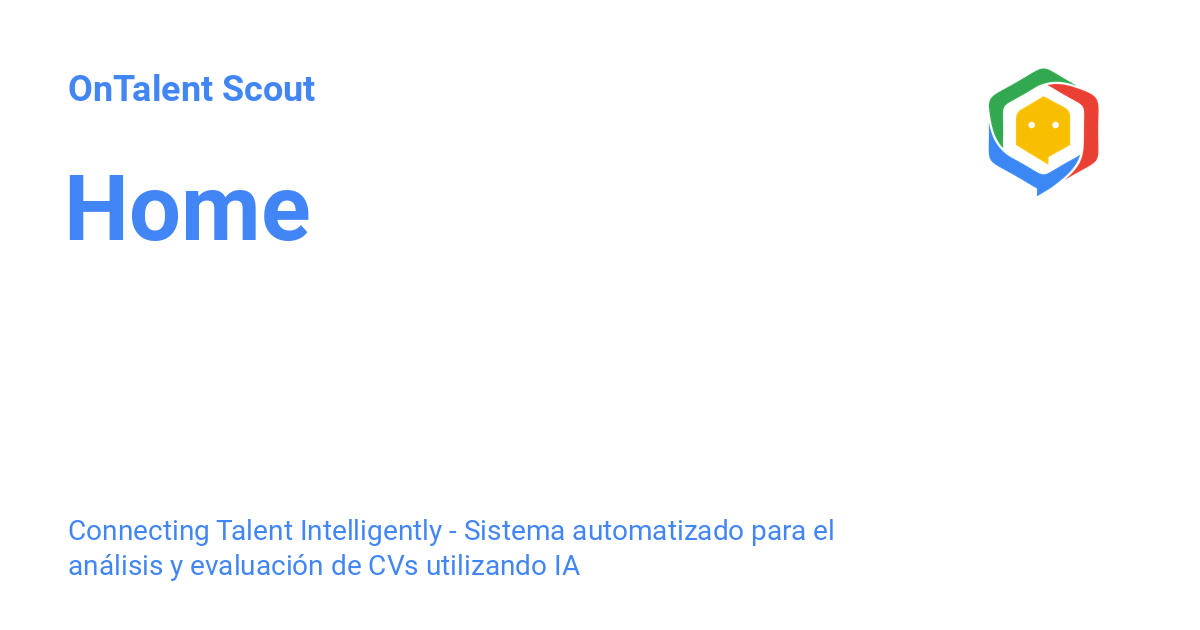 OnTalent Scout
Home
Connecting Talent Intelligently - Sistema automatizado para el
análisis y evaluación de CVs utilizando IA